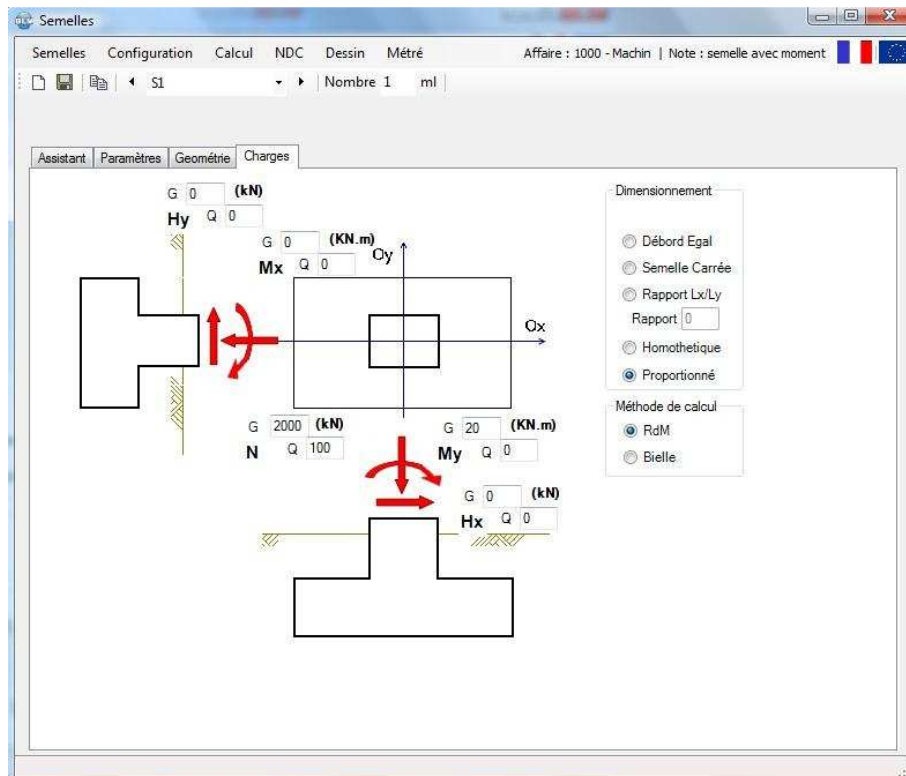 Semelles
Semelles Configuration Calcul NDC Dessin Métré Affaire : 1000 - Machin | Note : semelle avec moment
S1 Nombre 1 ml
Assistant Paramètres Geométrie Charges
G 0 (kN)
Hy Q 0
G 0 (KN.m)
Mx Q 0
Oy
Ox
G 2000 (kN)
N Q 100
G 20 (KN.m)
My Q 0
G 0 (kN)
Hx Q 0
Dimensionnement
Débord Egal
Semelle Carrée
Rapport Lx/Ly
Rapport 0
Homothetique
Proportionné
Méthode de calcul
RdM
Bielle